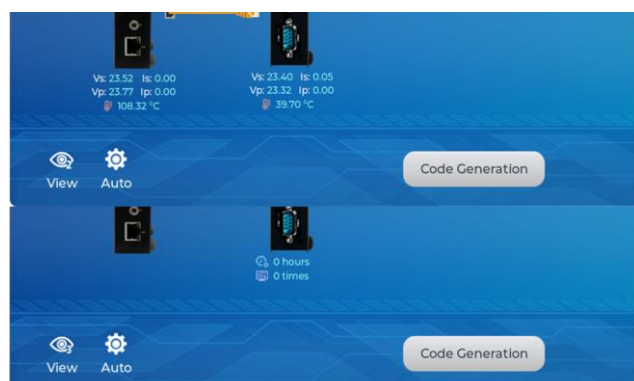 Vs: 23.52 Is: 0.00
Vp: 23.77 Ip: 0.00
108.32 °C
Vs: 23.40 Is: 0.05
Vp: 23.32 Ip: 0.00
39.70 °C
2
View
Auto
Code Generation
0 hours
0 times
3
View
Auto
Code Generation